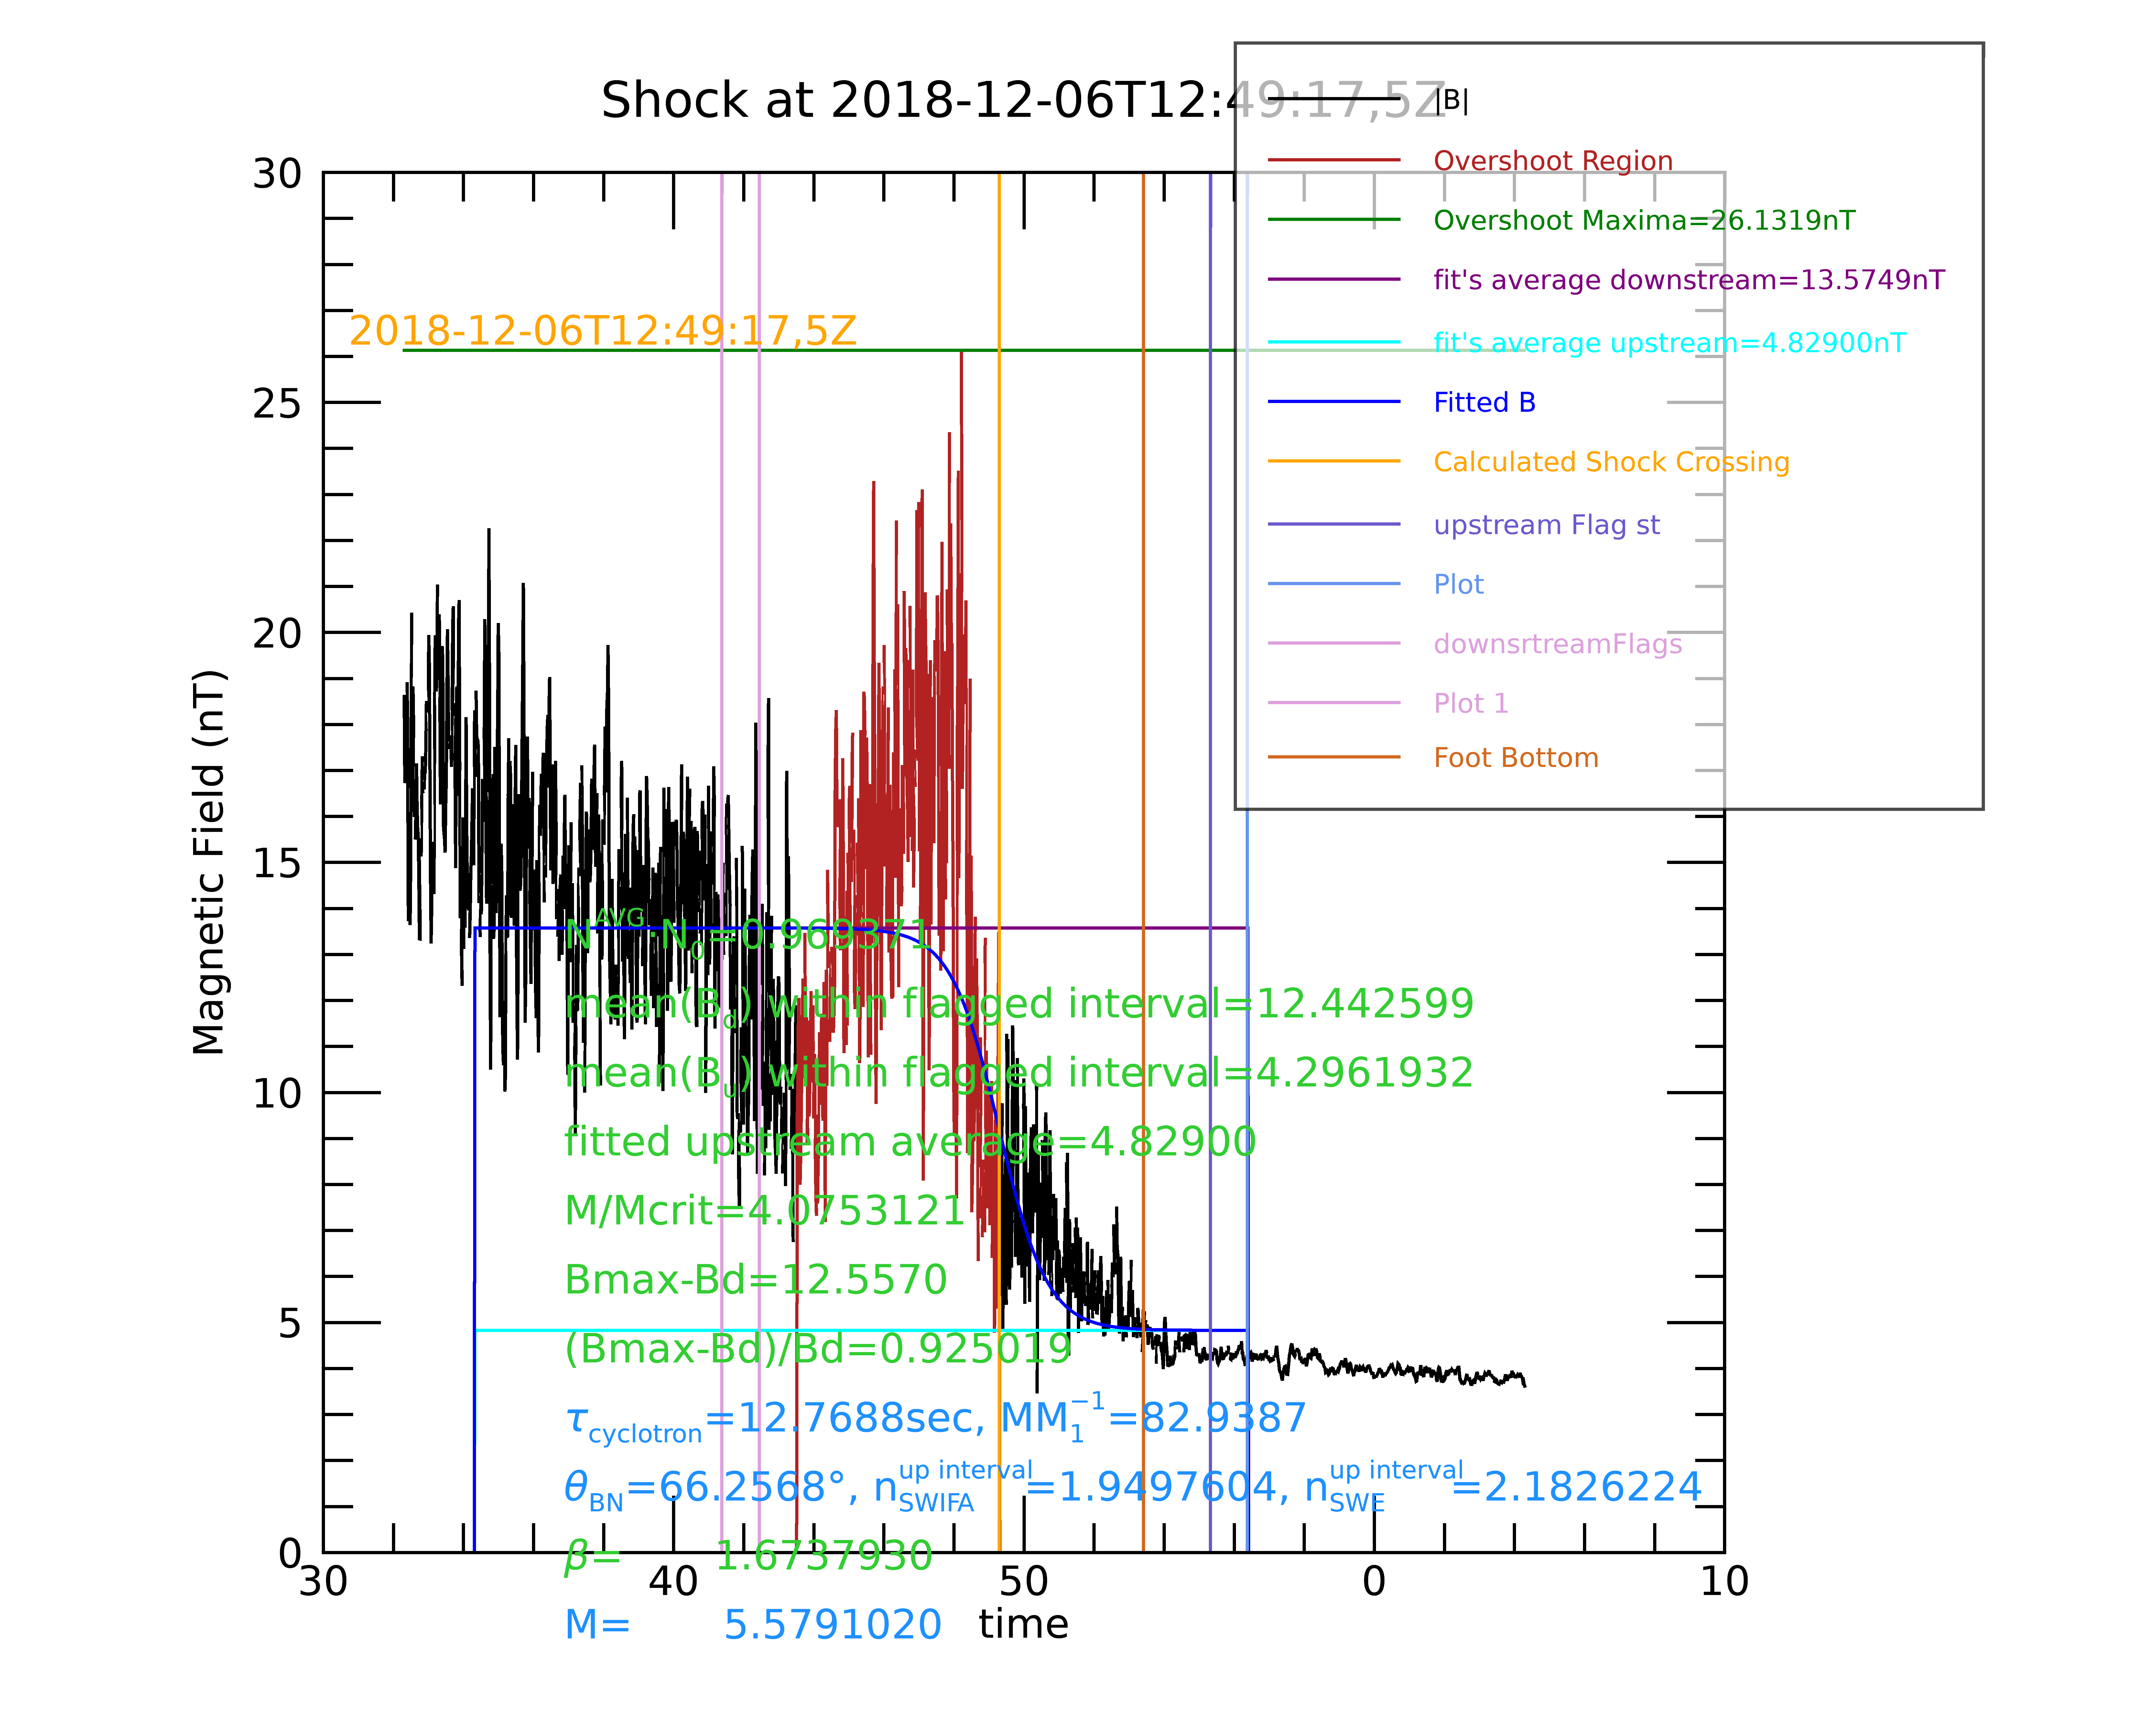 Shock at 2018-12-06T12:49:17,5Z
|B|
Overshoot Region
Overshoot Maxima=26.1319nT
fit's average downstream=13.5749nT
fit's average upstream=4.82900nT
Fitted B
Calculated Shock Crossing
upstream Flag st
Plot
downsrtreamFlags
Plot 1
Foot Bottom
2018-12-06T12:49:17,5Z
Magnetic Field (nT)
30
25
20
15
10
5
0
N^AVG·N_0=0.969371
mean(B_d) within flagged interval=12.442599
mean(B_u) within flagged interval=4.2961932
fitted upstream average=4.82900
M/Mcrit=4.0753121
Bmax-Bd=12.5570
(Bmax-Bd)/Bd=0.925019
τ_cyclotron=12.7688sec, MM_1^−1=82.9387
θ_BN=66.2568°, n_SWIFA^up interval=1.9497604, n_SWE^up interval=2.1826224
β= 1.6737930
30 40 50 0 10
M= 5.5791020
time